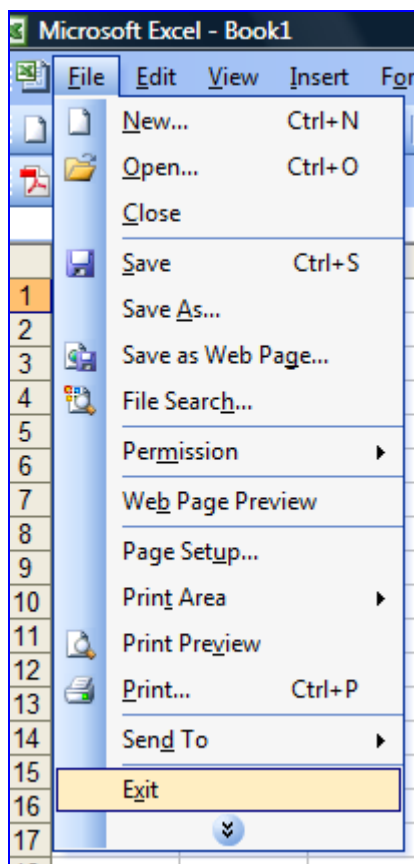 Microsoft Excel - Book1
File Edit View Insert For
New... Ctrl+N
Open... Ctrl+O
Close
Save Ctrl+S
Save As...
Save as Web Page...
File Search...
Permission
Web Page Preview
Page Setup...
Print Area
Print Preview
Print... Ctrl+P
Send To
Exit
1
2
3
4
5
6
7
8
9
10
11
12
13
14
15
16
17